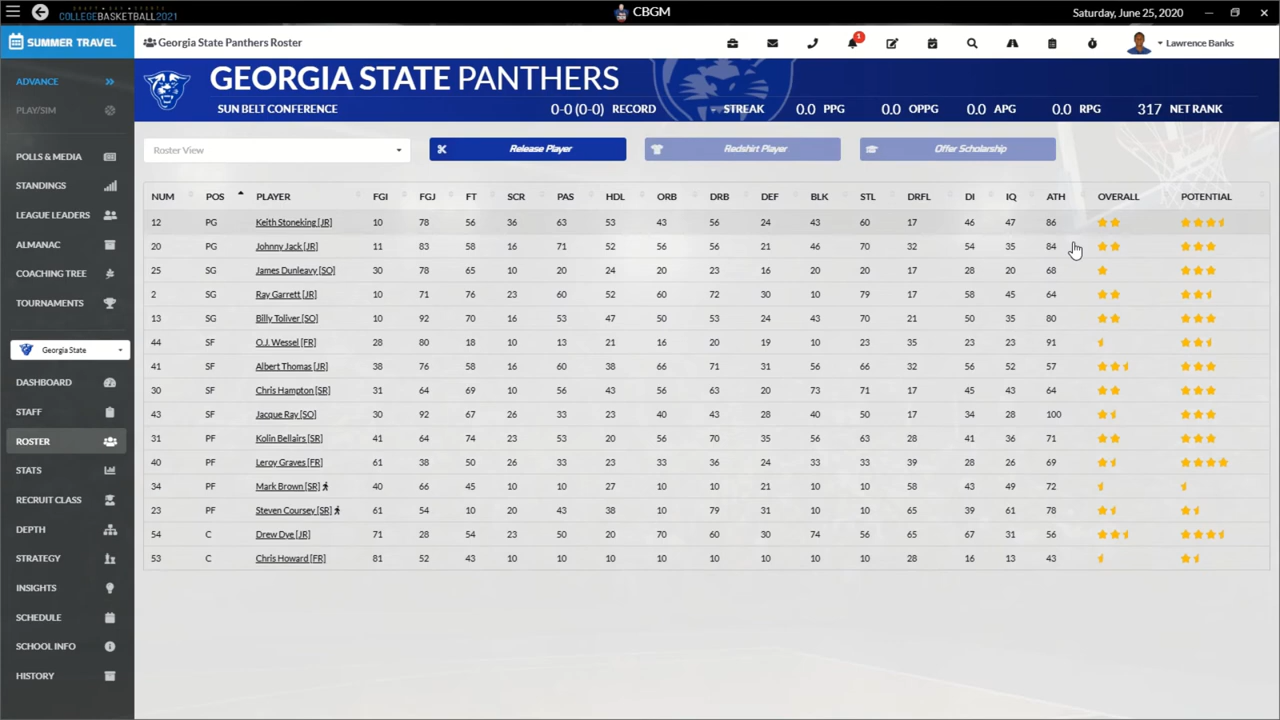 DRAFT DAY SPORTS
COLLEGE BASKETBALL 2021
CBGM
Saturday, June 25, 2020
SUMMER TRAVEL
Georgia State Panthers Roster
1
Lawrence Banks
ADVANCE
PLAY/SIM
POLLS & MEDIA
STANDINGS
LEAGUE LEADERS
ALMANAC
COACHING TREE
TOURNAMENTS
Georgia State
DASHBOARD
STAFF
ROSTER
STATS
RECRUIT CLASS
DEPTH
STRATEGY
INSIGHTS
SCHEDULE
SCHOOL INFO
HISTORY
GEORGIA STATE PANTHERS
SUN BELT CONFERENCE 0-0 (0-0) RECORD - STREAK 0.0 PPG 0.0 OPPG 0.0 APG 0.0 RPG 317 NET RANK
Roster View Release Player Redshirt Player Offer Scholarship
NUM POS PLAYER FGI FGJ FT SCR PAS HDL ORB DRB DEF BLK STL DRFL DI IQ ATH OVERALL POTENTIAL
12 PG Keith Stoneking [JR] 10 78 56 36 63 53 43 56 24 43 60 17 46 47 86
20 PG Johnny Jack [JR] 11 83 58 16 71 52 56 56 21 46 70 32 54 35 84
25 SG James Dunleavy [SO] 30 78 65 10 20 24 20 23 16 20 20 17 28 20 68
2 SG Ray Garrett [JR] 10 71 76 23 60 52 60 72 30 10 79 17 58 45 64
13 SG Billy Toliver [SO] 10 92 70 16 53 47 50 53 24 43 70 21 50 35 80
44 SF O.J. Wessel [FR] 28 80 18 10 13 21 16 20 19 10 23 35 23 23 91
41 SF Albert Thomas [JR] 38 76 58 16 60 38 66 71 31 56 66 32 56 52 57
30 SF Chris Hampton [SR] 31 64 69 10 56 43 56 63 20 73 71 17 45 43 64
43 SF Jacque Ray [SO] 30 92 67 26 33 23 40 43 28 40 50 17 34 28 100
31 PF Kolin Bellairs [SR] 41 64 74 23 53 20 56 70 35 56 63 28 41 36 71
40 PF Leroy Graves [FR] 61 38 50 26 33 23 33 36 24 33 33 39 28 26 69
34 PF Mark Brown [SR] 40 66 45 10 10 27 10 10 21 10 10 58 43 49 72
23 PF Steven Coursey [SR] 61 54 10 20 43 38 10 79 31 10 10 65 39 61 78
54 C Drew Dye [JR] 71 28 54 23 50 20 70 60 30 74 56 65 67 31 56
53 C Chris Howard [FR] 81 52 43 10 10 10 10 10 10 10 10 28 16 13 43